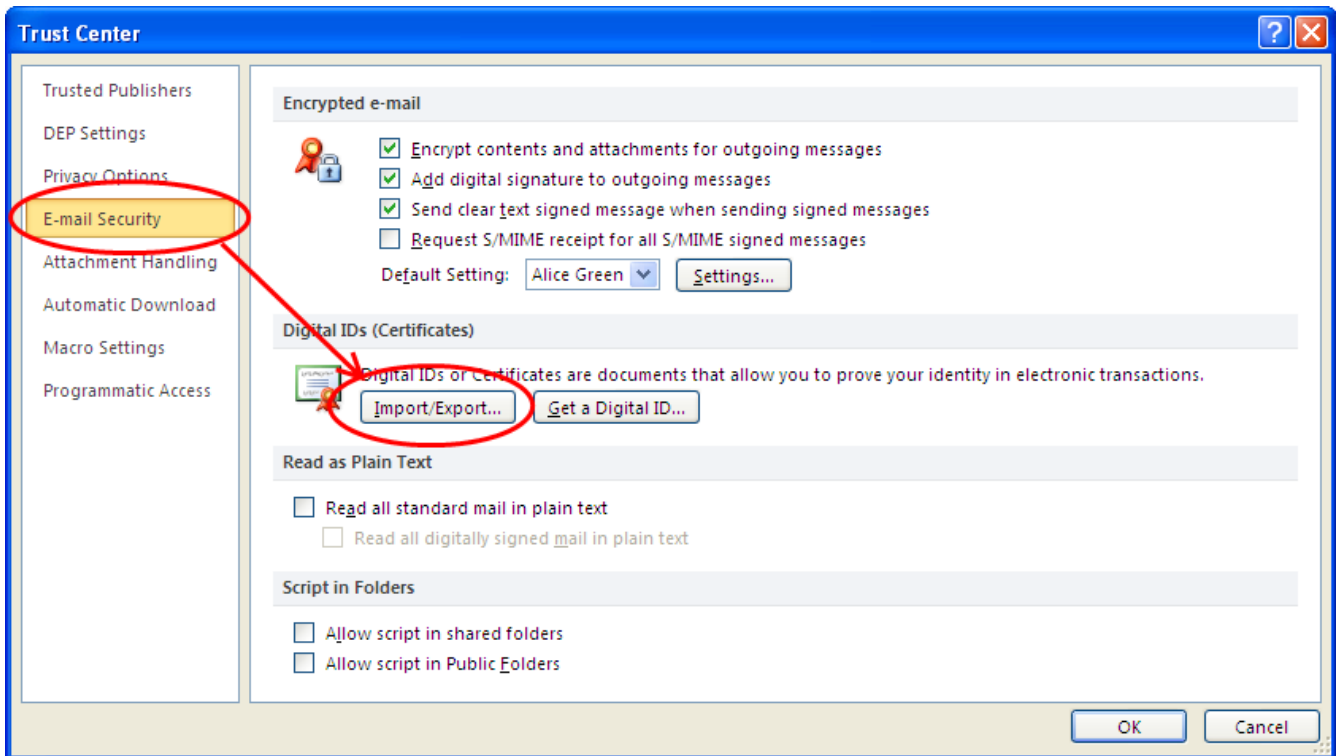 Trust Center
Trusted Publishers
DEP Settings
Privacy Options
E-mail Security
Attachment Handling
Automatic Download
Macro Settings
Programmatic Access
Encrypted e-mail
Encrypt contents and attachments for outgoing messages
Add digital signature to outgoing messages
Send clear text signed message when sending signed messages
Request S/MIME receipt for all S/MIME signed messages
Default Setting: Alice Green Settings...
Digital IDs (Certificates)
Digital IDs or Certificates are documents that allow you to prove your identity in electronic transactions.
Import/Export... Get a Digital ID...
Read as Plain Text
Read all standard mail in plain text
Read all digitally signed mail in plain text
Script in Folders
Allow script in shared folders
Allow script in Public Folders
OK Cancel